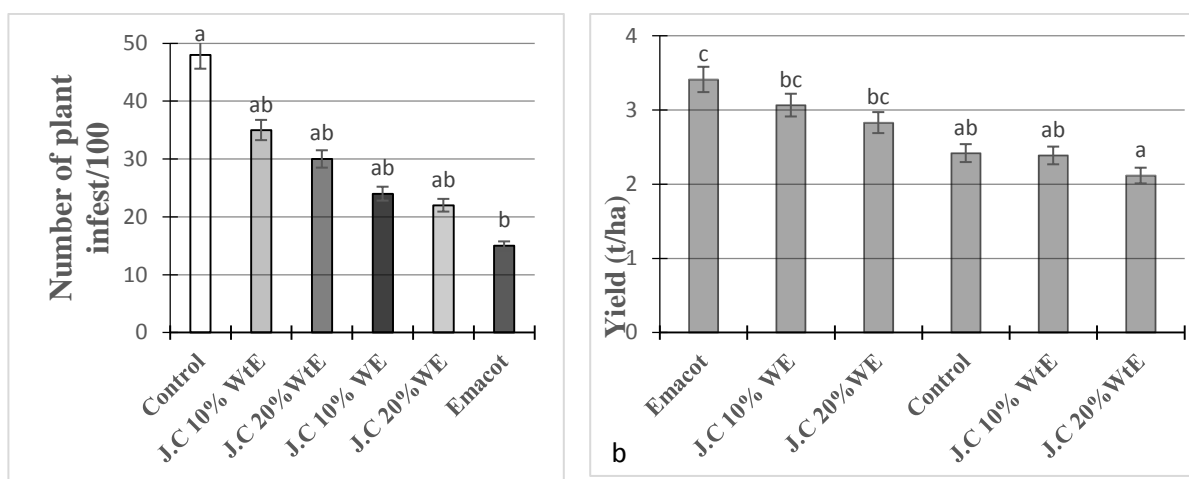 Number of plant
infest/100
50
40
30
20
10
0
a
ab
ab
ab
ab
b
Control
J.C 10% WtE
J.C 20%WtE
J.C 10% WE
J.C 20%WE
Emacot
Yield (t/ha)
4
3
2
1
0
c
bc
bc
ab
ab
a
Emacot
J.C 10% WE
J.C 20%WE
Control
J.C 10% WtE
J.C 20%WtE
b